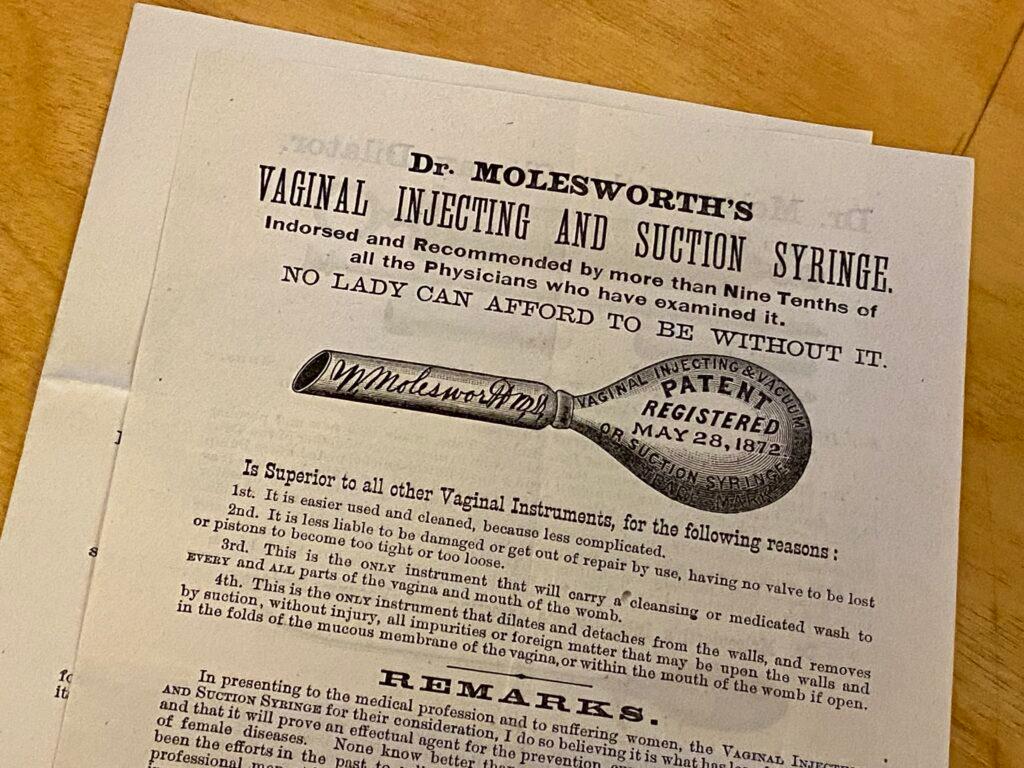 Dr. MOLESWORTH'S
VAGINAL INJECTING AND SUCTION SYRINGE.
Indorsed and Recommended by more than Nine Tenths of
all the Physicians who have examined it.
NO LADY CAN AFFORD TO BE WITHOUT IT.
W Molesworth MD
VAGINAL INJECTING & VACUUM
PATENT
REGISTERED
MAY 28, 1872
OR SUCTION SYRINGE
MARK
Is Superior to all other Vaginal Instruments, for the following reasons:
1st. It is easier used and cleaned, because less complicated.
2nd. It is less liable to be damaged or get out of repair by use, having no valve to be lost
or pistons to become too tight or too loose.
3rd. This is the ONLY instrument that will carry a cleansing or medicated wash to
EVERY and ALL parts of the vagina and mouth of the womb.
4th. This is the ONLY instrument that dilates and detaches from the walls, and removes
by suction, without injury, all impurities or foreign matter that may be upon the walls and
in the folds of the mucous membrane of the vagina, or within the mouth of the womb if open.
REMARKS.
In presenting to the medical profession and to suffering women, the VAGINAL
AND SUCTION SYRINGE for their consideration, I do so believing it is what has
and that it will prove an effectual agent for the prevention
of female diseases. None know better
been the efforts in the past to
professional